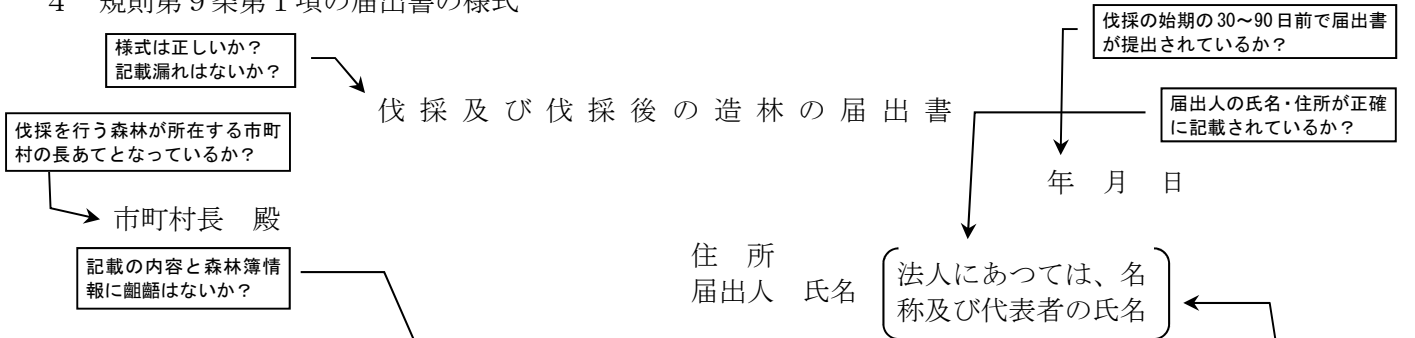 4 規則第9条第1項の届出書の様式
様式は正しいか？
記載漏れはないか？
伐採の始期の30～90日前で届出書
が提出されているか？
伐採及び伐採後の造林の届出書
届出人の氏名・住所が正確
に記載されているか？
伐採を行う森林が所在する市町
村の長あてとなっているか？
年 月 日
市町村長 殿
記載の内容と森林簿情
報に齟齬はないか？
住 所
届出人 氏名
法人にあつては、名
称及び代表者の氏名